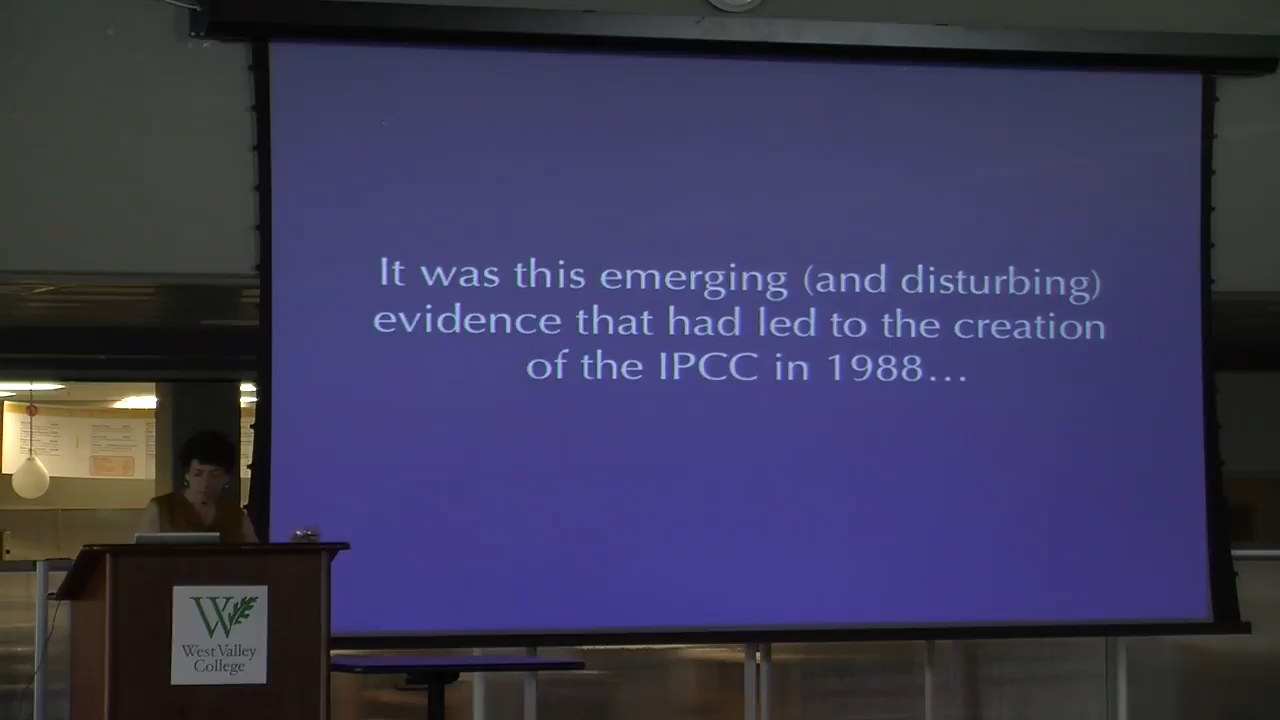 It was this emerging (and disturbing)
evidence that had led to the creation
of the IPCC in 1988...
W
West Valley
College